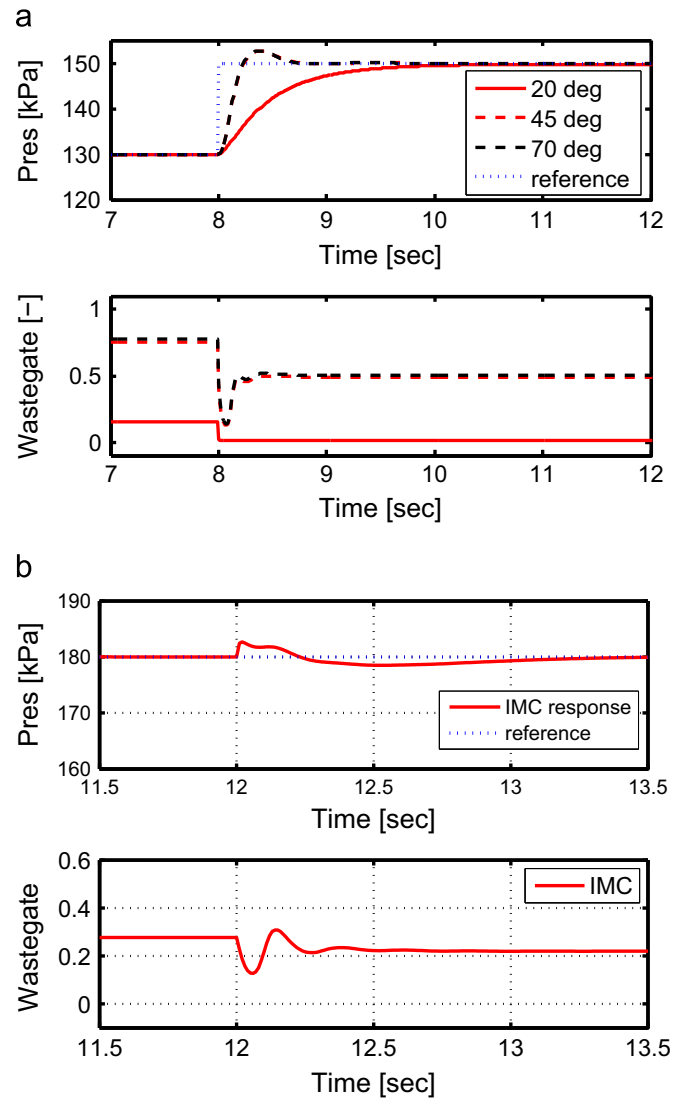 a
Pres [kPa]
150
140
130
120
7 8 9 10 11 12
Time [sec]
20 deg
45 deg
70 deg
reference
Wastegate [−]
1
0.5
0
7 8 9 10 11 12
Time [sec]
b
Pres [kPa]
190
180
170
160
11.5 12 12.5 13 13.5
Time [sec]
IMC response
reference
Wastegate
0.6
0.4
0.2
0
11.5 12 12.5 13 13.5
Time [sec]
IMC